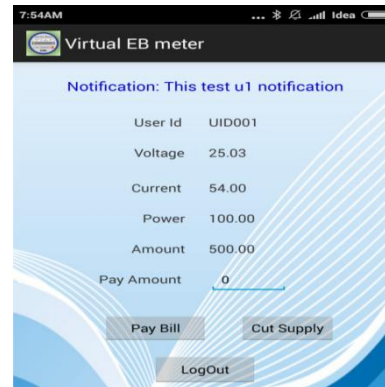 7:54AM ... Idea
Virtual EB meter
Notification: This test u1 notification
User Id UID001
Voltage 25.03
Current 54.00
Power 100.00
Amount 500.00
Pay Amount 0
Pay Bill Cut Supply
LogOut